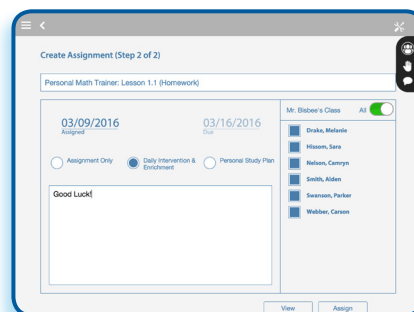 Create Assignment (Step 2 of 2)
Personal Math Trainer: Lesson 1.1 (Homework)
03/09/2016
Assigned
03/16/2016
Due
Assignment Only
Daily Intervention &
Enrichment
Personal Study Plan
Good Luck!
Mr. Bisbee's Class All
Drake, Melanie
Hissom, Sara
Nelson, Camryn
Smith, Alden
Swanson, Parker
Webber, Carson
View
Assign